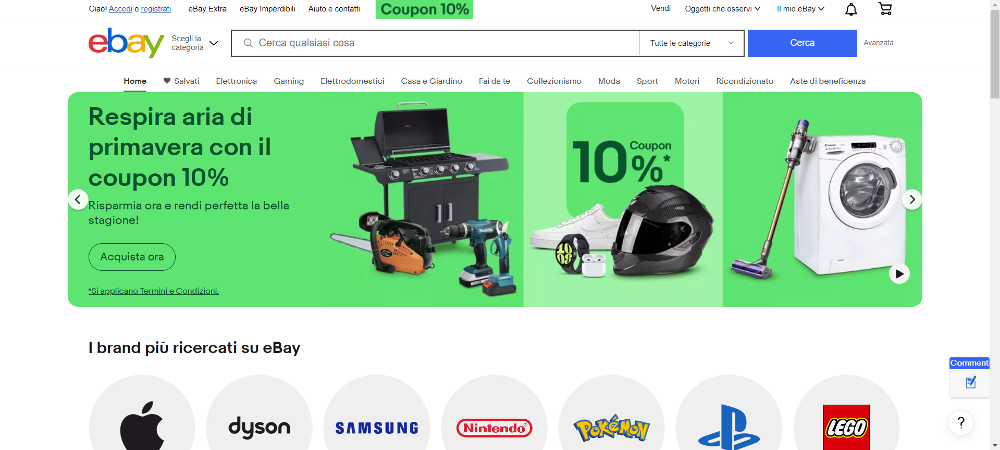 Ciao! Accedi o registrati
eBay Extra
eBay Imperdibili
Aiuto e contatti
Coupon 10%
Vendi
Oggetti che osservi
Il mio eBay
ebay
Scegli la
categoria
Cerca qualsiasi cosa
Tutte le categorie
Cerca
Avanzata
Home
Salvati
Elettronica
Gaming
Elettrodomestici
Casa e Giardino
Fai da te
Collezionismo
Moda
Sport
Motori
Ricondizionato
Aste di beneficenza
Respira aria di
primavera con il
coupon 10%
Risparmia ora e rendi perfetta la bella
stagione!
Acquista ora
*Si applicano Termini e Condizioni.
Makita
Coupon
10%*
Candy
I brand più ricercati su eBay
dyson
SAMSUNG
Nintendo®
POKÉMON
LEGO
Commenti
?